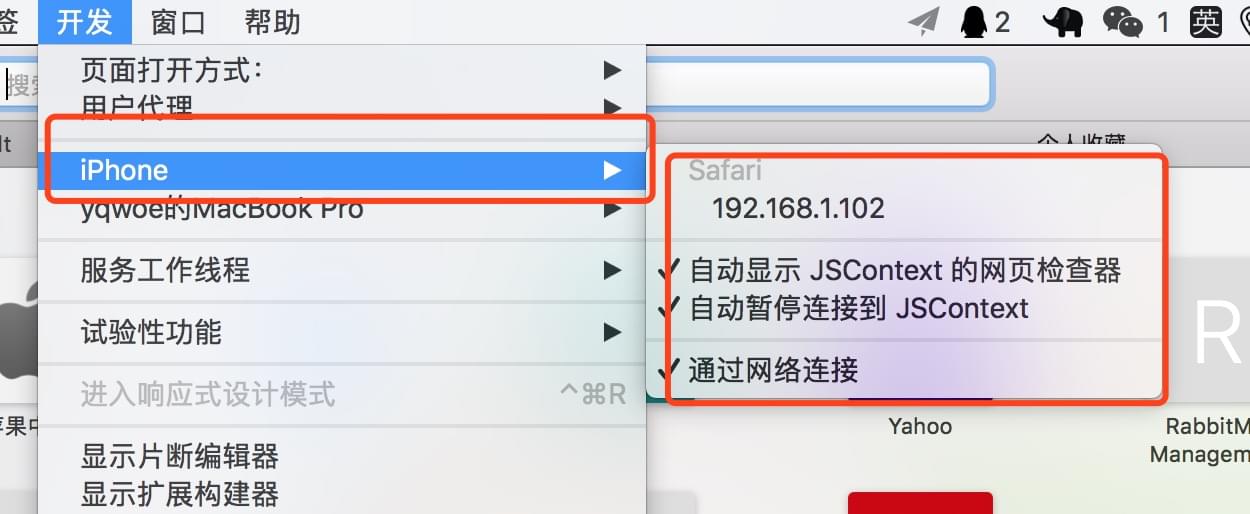 签 开发 窗口 帮助 2 1 英
页面打开方式：
搜索
用户代理
lt
个人收藏
iPhone
Safari
yqwoe的MacBook Pro
192.168.1.102
服务工作线程
自动显示 JSContext 的网页检查器
自动暂停连接到 JSContext
R
试验性功能
通过网络连接
进入响应式设计模式 ^⌘R
苹果中
Yahoo
RabbitM
Managem
显示片断编辑器
显示扩展构建器